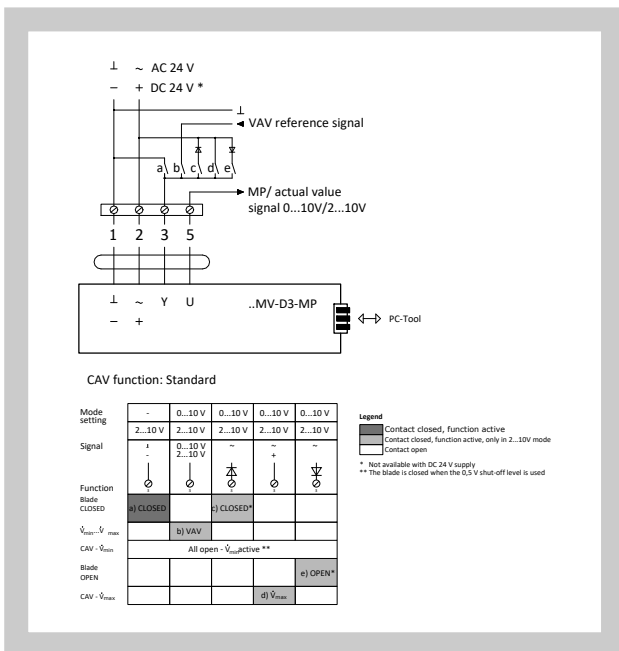 ⊥ ~ AC 24 V
− + DC 24 V *
⊥
VAV reference signal
a b c d e
MP/ actual value
signal 0...10V/2...10V
1 2 3 5
⊥ ~ Y U ..MV-D3-MP
− +
PC-Tool
CAV function: Standard
Mode setting - 0...10 V 0...10 V 0...10 V 0...10 V
2...10 V 2...10 V 2...10 V 2...10 V 2...10 V
Signal ⊥ 0...10 V ~ ~ ~
- 2...10 V +
3 3 3 3 3
Function
Blade CLOSED a) CLOSED c) CLOSED*
V̇min...V̇ max b) VAV
CAV - V̇min All open - V̇min active **
Blade OPEN e) OPEN*
CAV - V̇max d) V̇max
Legend
Contact closed, function active
Contact closed, function active, only in 2...10V mode
Contact open
* Not available with DC 24 V supply
** The blade is closed when the 0,5 V shut-off level is used